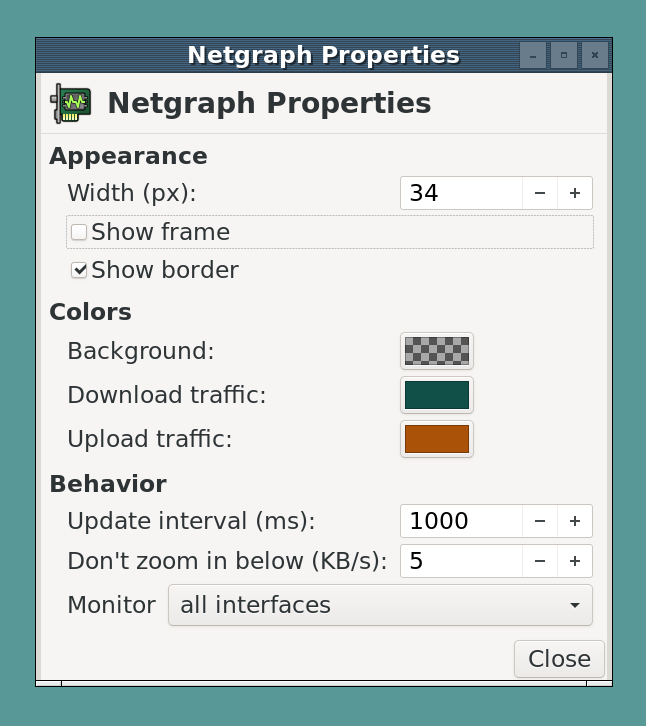 Netgraph Properties
Netgraph Properties
Appearance
Width (px): 34
Show frame
Show border
Colors
Background:
Download traffic:
Upload traffic:
Behavior
Update interval (ms): 1000
Don't zoom in below (KB/s): 5
Monitor all interfaces
Close